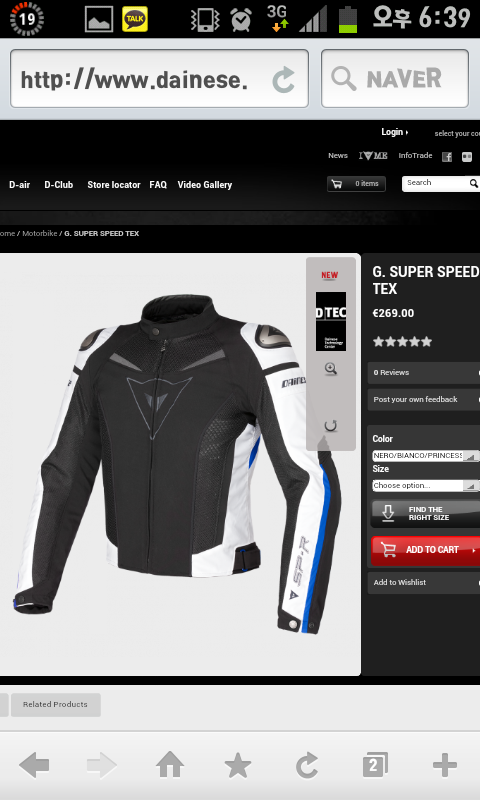 19
TALK
3G
오후 6:39
http://www.dainese.
NAVER
Login
select your cou
News
I ME
InfoTrade
D-air
D-Club
Store locator
FAQ
Video Gallery
0 items
Search
ome / Motorbike / G. SUPER SPEED TEX
NEW
D|TEC
Dainese
Technology
Center
DAINESE
SP-R
G. SUPER SPEED
TEX
€269.00
0 Reviews
Post your own feedback
Color
NERO/BIANCO/PRINCESS
Size
Choose option...
FIND THE
RIGHT SIZE
ADD TO CART
Add to Wishlist
Related Products
2